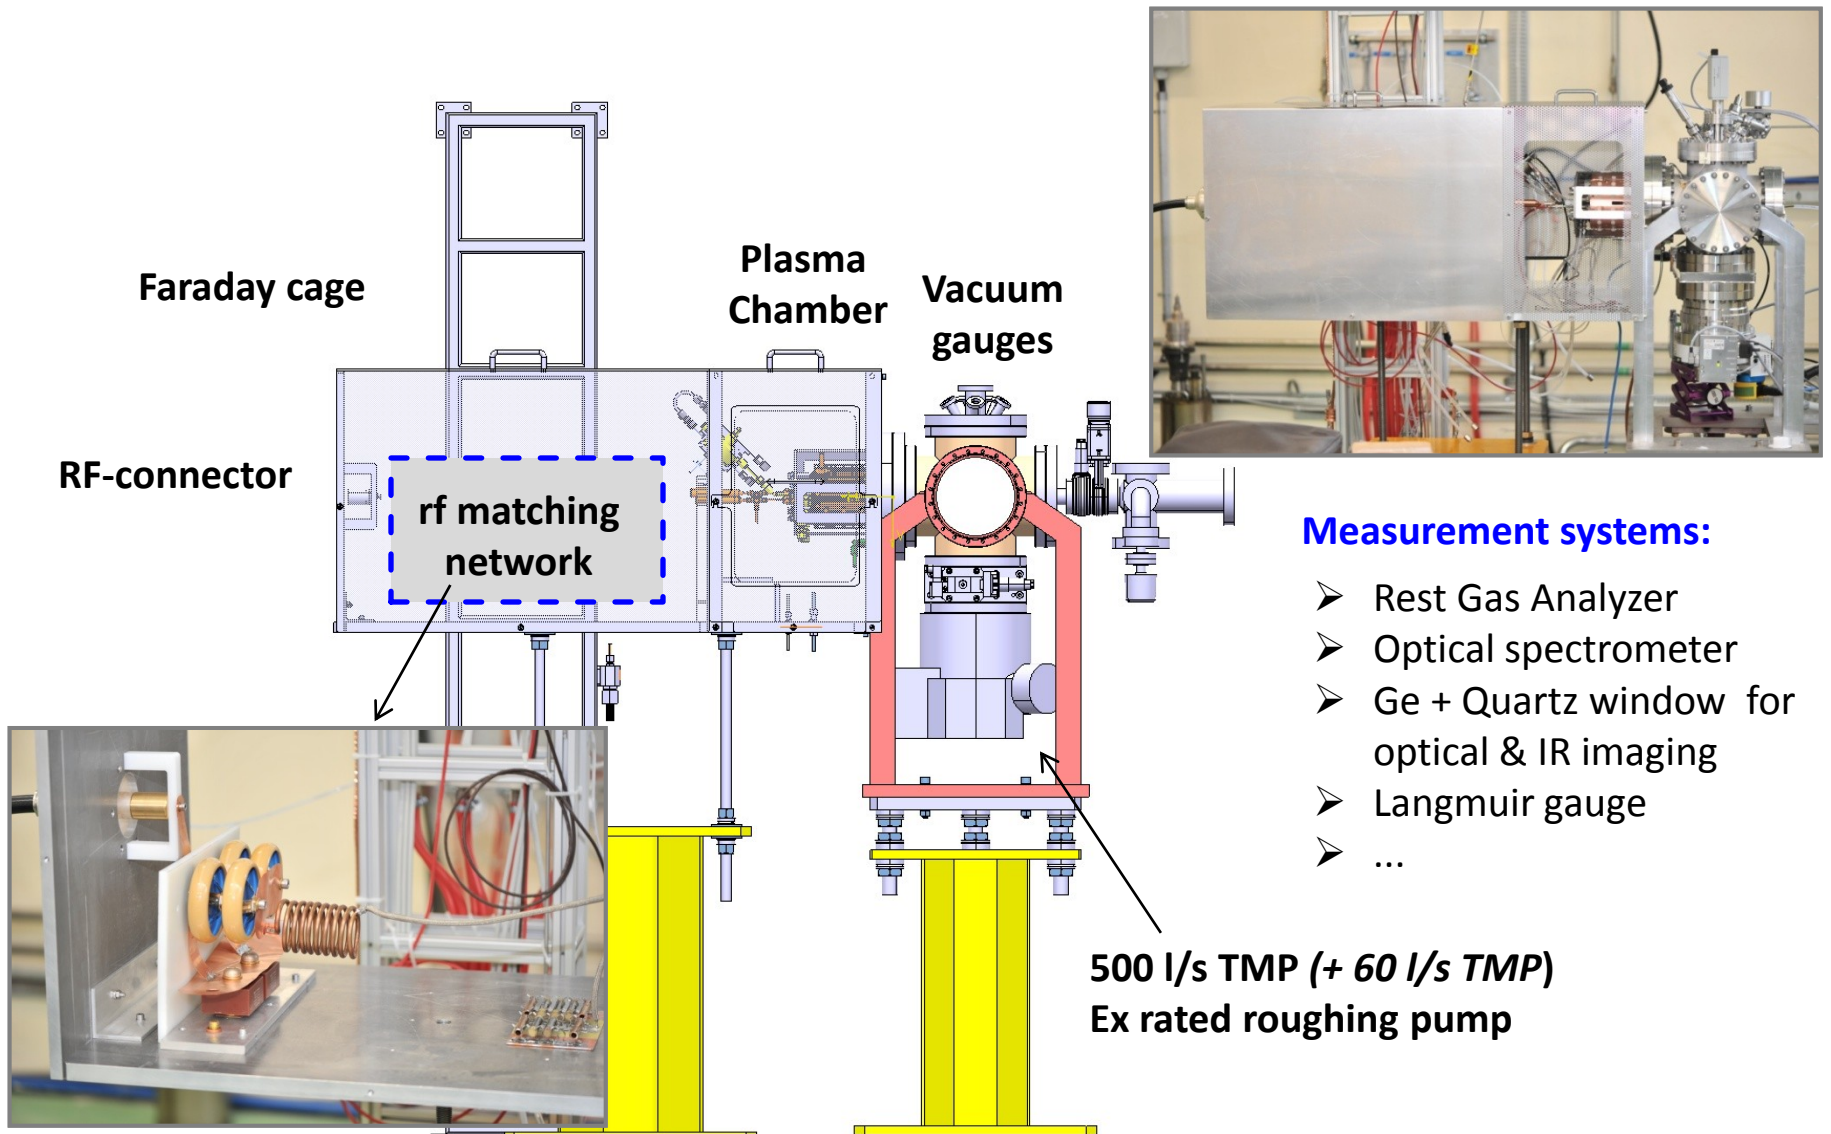 Faraday cage
Plasma
Chamber
Vacuum
gauges
RF-connector
rf matching
network
Measurement systems:
➢ Rest Gas Analyzer
➢ Optical spectrometer
➢ Ge + Quartz window for
optical & IR imaging
➢ Langmuir gauge
➢ ...
500 l/s TMP (+ 60 l/s TMP)
Ex rated roughing pump